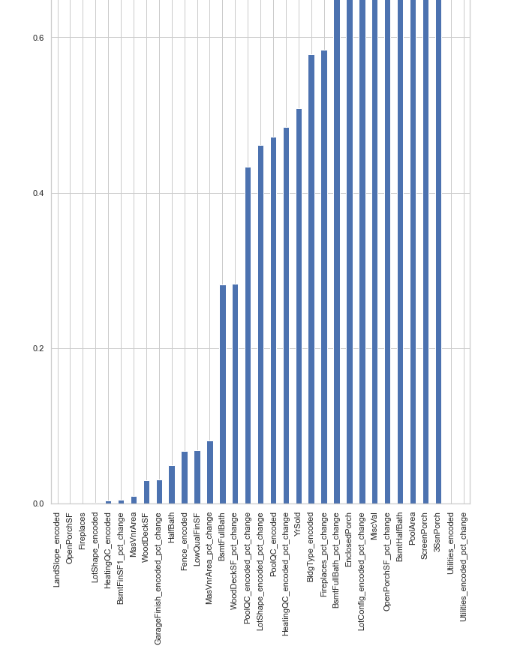 0.6
0.4
0.2
0.0
LandSlope_encoded
OpenPorchSF
Fireplaces
LotShape_encoded
HeatingQC_encoded
BsmtFinSF1_pct_change
MasVnrArea
WoodDeckSF
GarageFinish_encoded_pct_change
HalfBath
Fence_encoded
LowQualFinSF
MasVnrArea_pct_change
BsmtFullBath
WoodDeckSF_pct_change
PoolQC_encoded_pct_change
LotShape_encoded_pct_change
PoolQC_encoded
HeatingQC_encoded_pct_change
YrSold
BldgType_encoded
Fireplaces_pct_change
BsmtFullBath_pct_change
EnclosedPorch
LotConfig_encoded_pct_change
MiscVal
OpenPorchSF_pct_change
BsmtHalfBath
PoolArea
ScreenPorch
3SsnPorch
Utilities_encoded
Utilities_encoded_pct_change